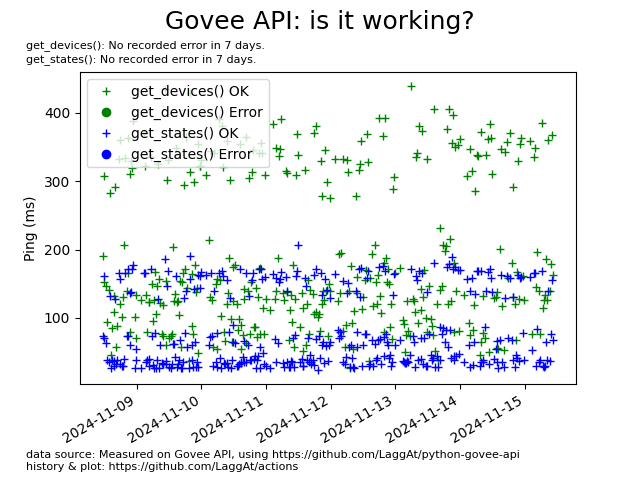 Govee API: is it working?
get_devices(): No recorded error in 7 days.
get_states(): No recorded error in 7 days.
get_devices() OK
get_devices() Error
get_states() OK
get_states() Error
Ping (ms)
400
300
200
100
2024-11-09
2024-11-10
2024-11-11
2024-11-12
2024-11-13
2024-11-14
2024-11-15
data source: Measured on Govee API, using https://github.com/LaggAt/python-govee-api
history & plot: https://github.com/LaggAt/actions